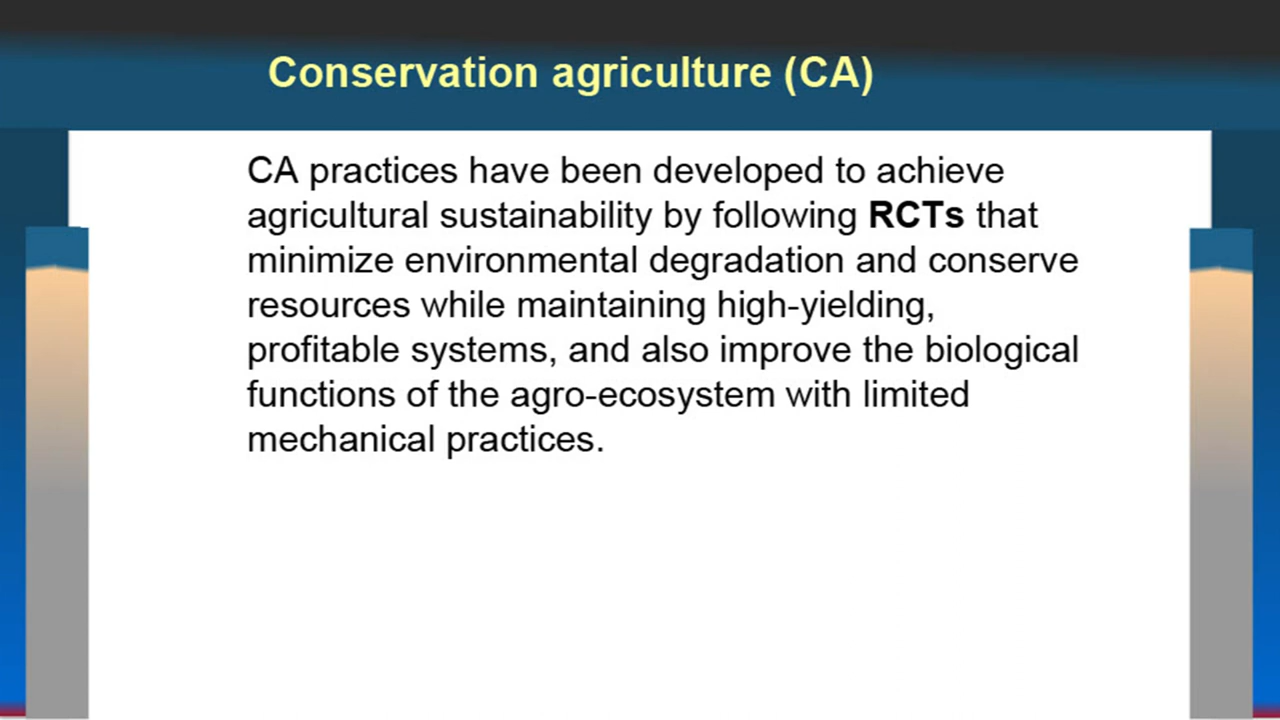 Conservation agriculture (CA)
CA practices have been developed to achieve
agricultural sustainability by following RCTs that
minimize environmental degradation and conserve
resources while maintaining high-yielding,
profitable systems, and also improve the biological
functions of the agro-ecosystem with limited
mechanical practices.